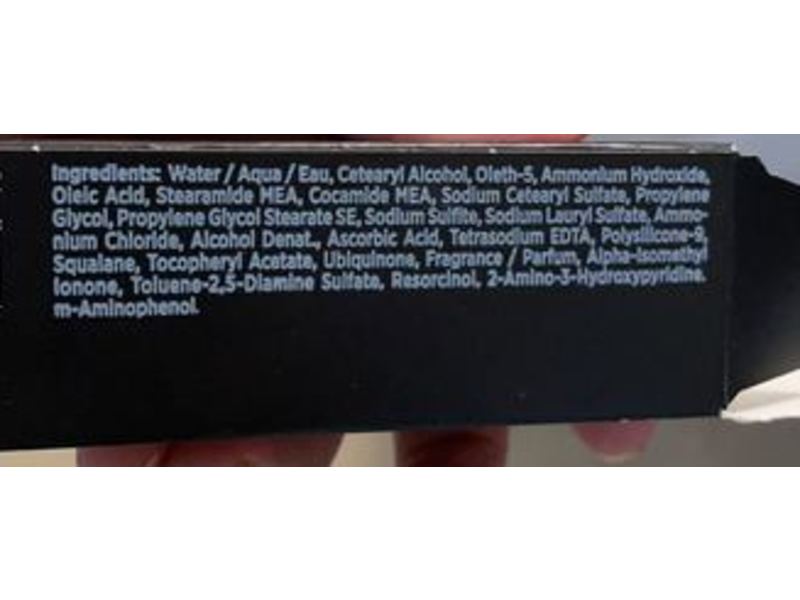 Ingredients: Water / Aqua / Eau, Cetearyl Alcohol, Oleth-5, Ammonium Hydroxide,
Oleic Acid, Stearamide MEA, Cocamide MEA, Sodium Cetearyl Sulfate, Propylene
Glycol, Propylene Glycol Stearate SE, Sodium Sulfite, Sodium Lauryl Sulfate, Ammo-
nium Chloride, Alcohol Denat., Ascorbic Acid, Tetrasodium EDTA, Polysilicone-9,
Squalane, Tocopheryl Acetate, Ubiquinona, Fragrance / Parfum, Alpha-Isomethyl
Ionone, Toluene-2,5-Diamine Sulfate, Resorcinol, 2-Amino-3-Hydroxypyridine,
m-Aminophenol.